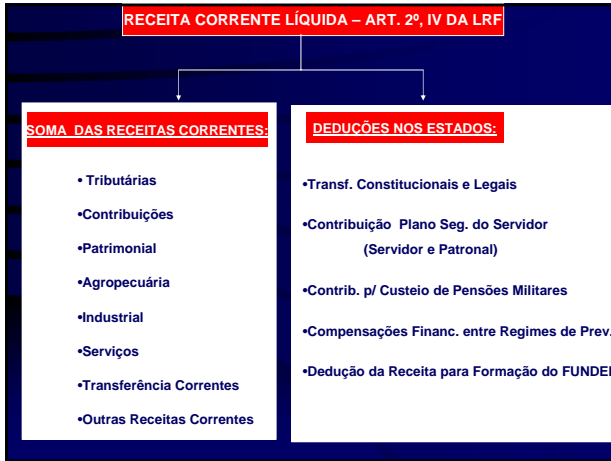 RECEITA CORRENTE LÍQUIDA – ART. 2º, IV DA LRF
SOMA DAS RECEITAS CORRENTES:
• Tributárias
•Contribuições
•Patrimonial
•Agropecuária
•Industrial
•Serviços
•Transferência Correntes
•Outras Receitas Correntes
DEDUÇÕES NOS ESTADOS:
•Transf. Constitucionais e Legais
•Contribuição Plano Seg. do Servidor
(Servidor e Patronal)
•Contrib. p/ Custeio de Pensões Militares
•Compensações Financ. entre Regimes de Prev.
•Dedução da Receita para Formação do